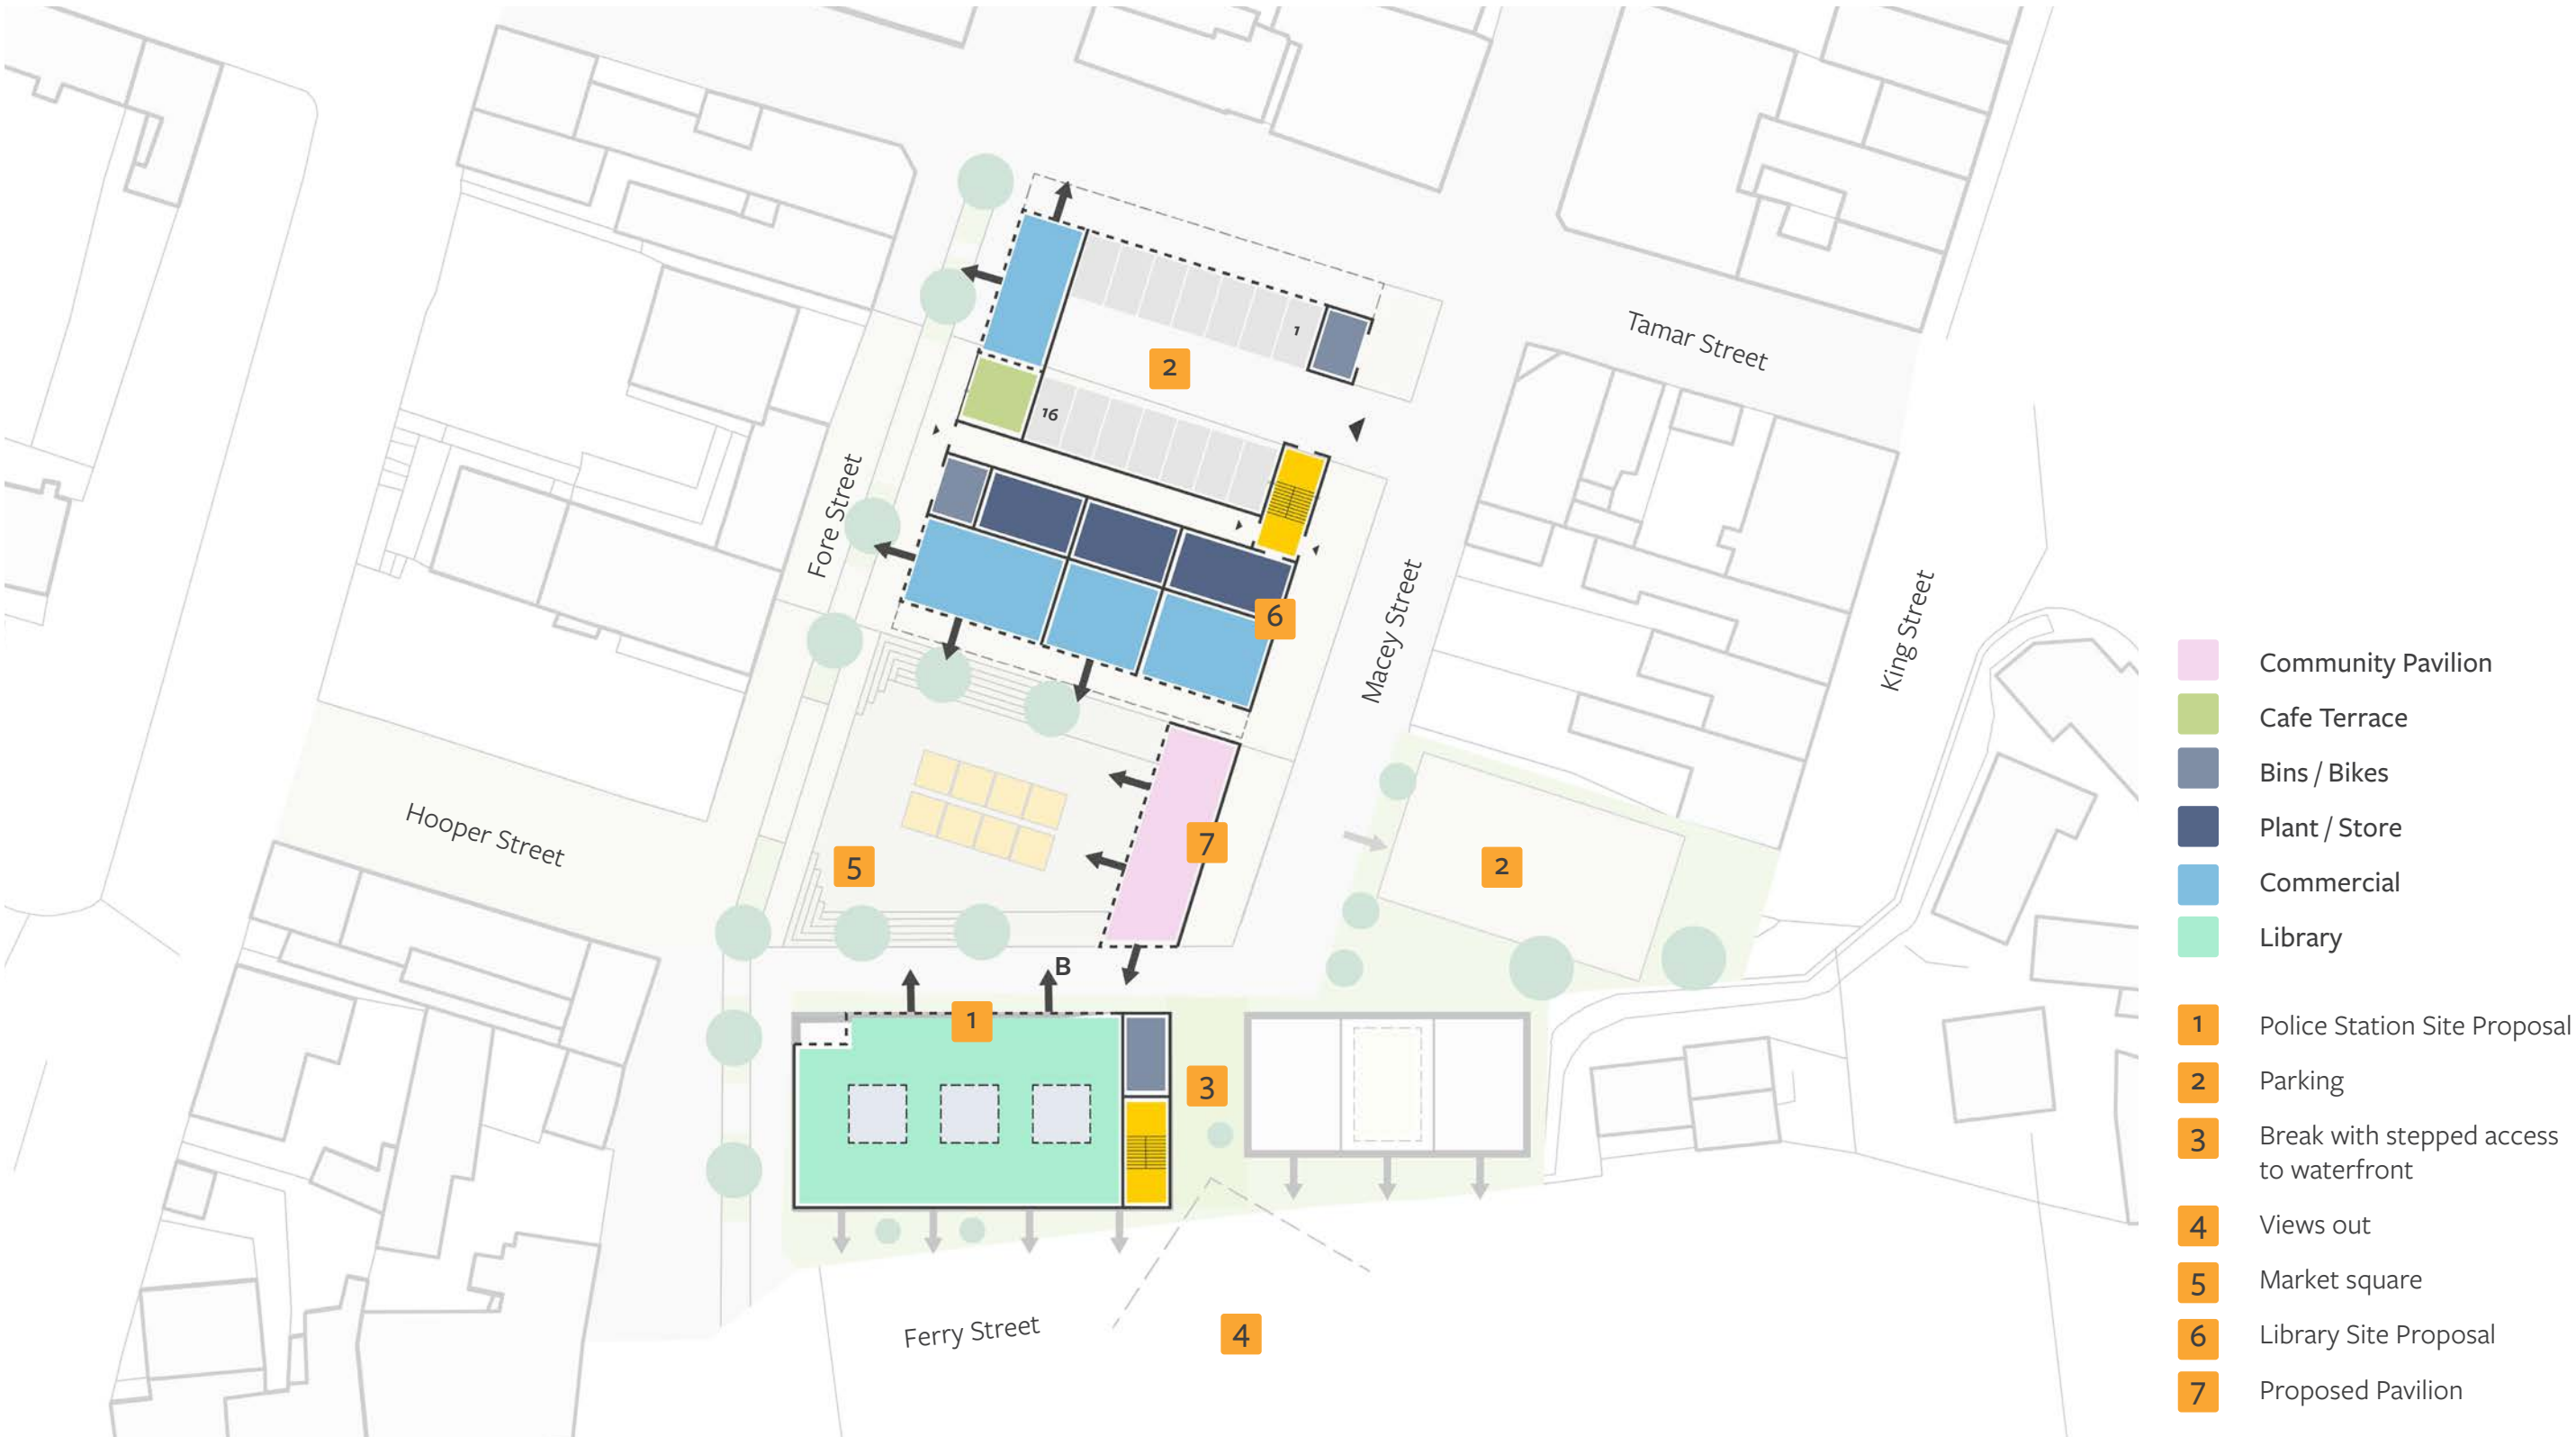 Tamar Street
1
2
16
Fore Street
6
Macey Street
King Street
Hooper Street
5
7
2
B
1
3
Ferry Street
4
Community Pavilion
Cafe Terrace
Bins / Bikes
Plant / Store
Commercial
Library
1 Police Station Site Proposal
2 Parking
3 Break with stepped access
to waterfront
4 Views out
5 Market square
6 Library Site Proposal
7 Proposed Pavilion